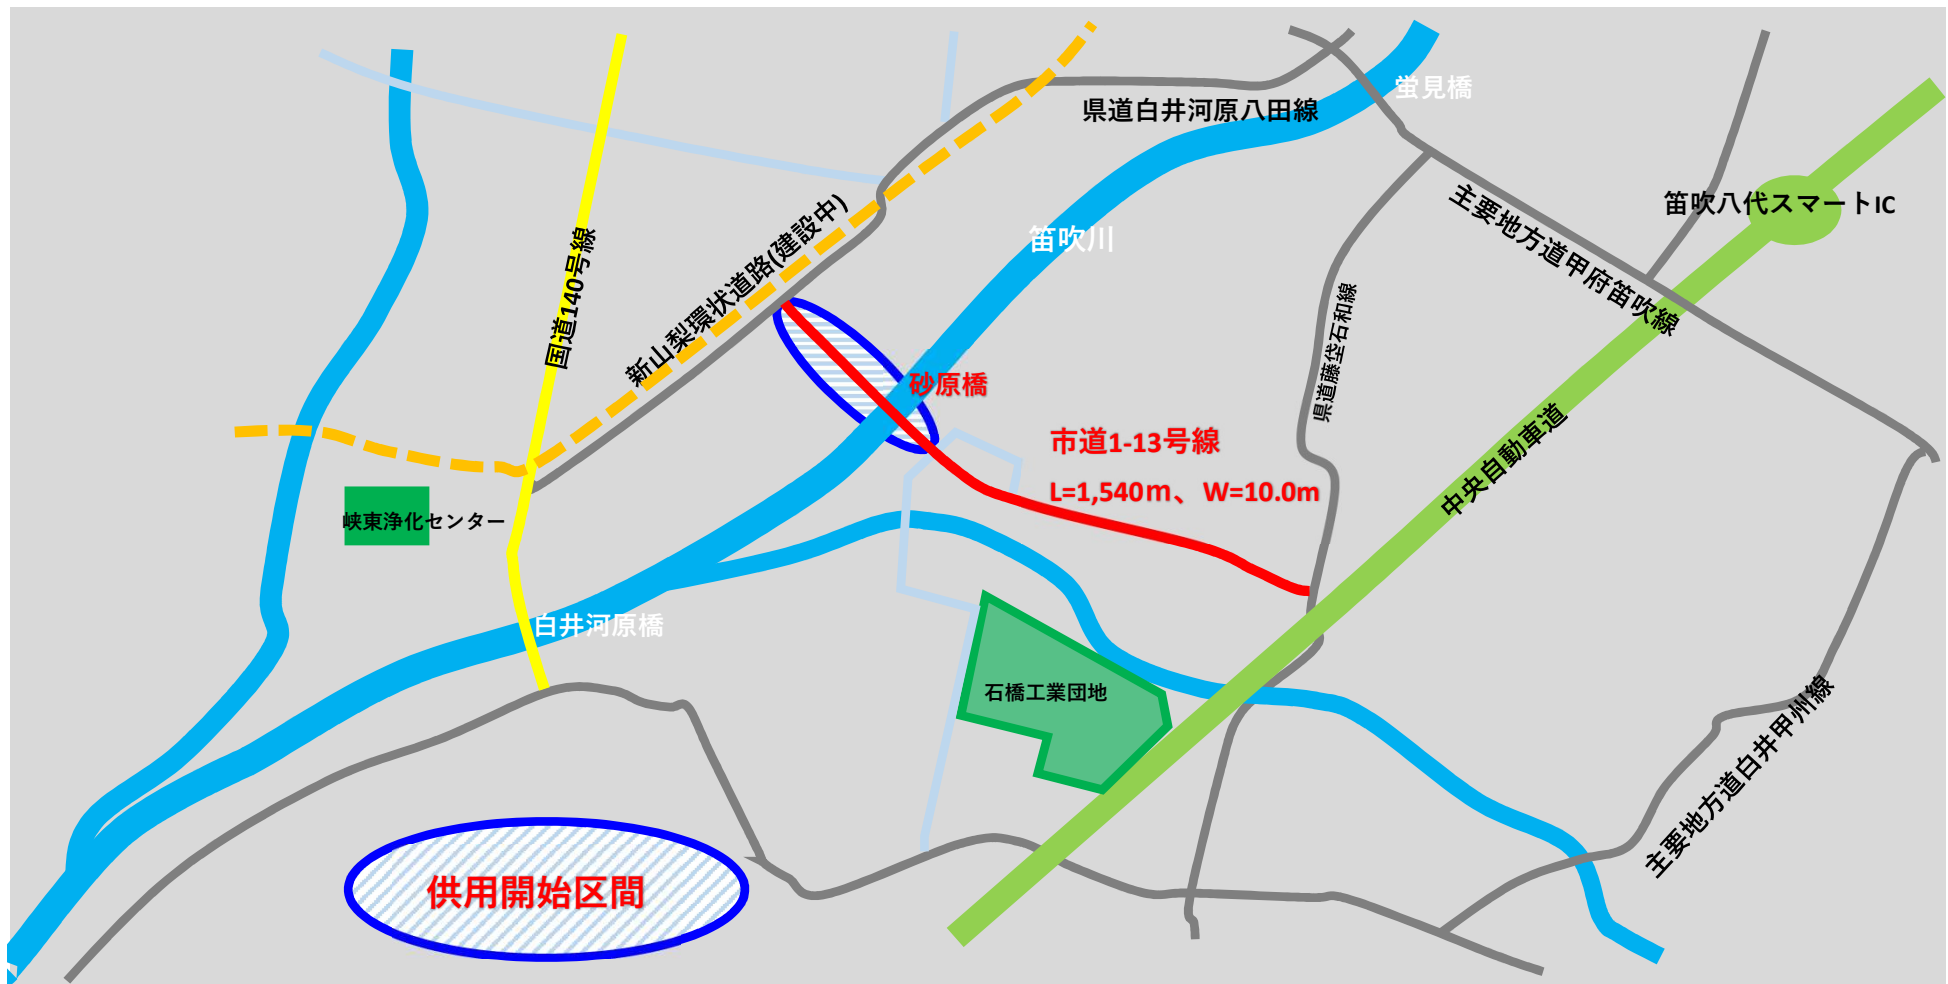 蛍見橋
県道白井河原八田線
主要地方道甲府笛吹線
笛吹八代スマートIC
笛吹川
新山梨環状道路(建設中)
国道140号線
県道藤垈石和線
砂原橋
市道1-13号線
L=1,540m、W=10.0m
中央自動車道
峡東浄化センター
白井河原橋
石橋工業団地
主要地方道白井甲州線
供用開始区間